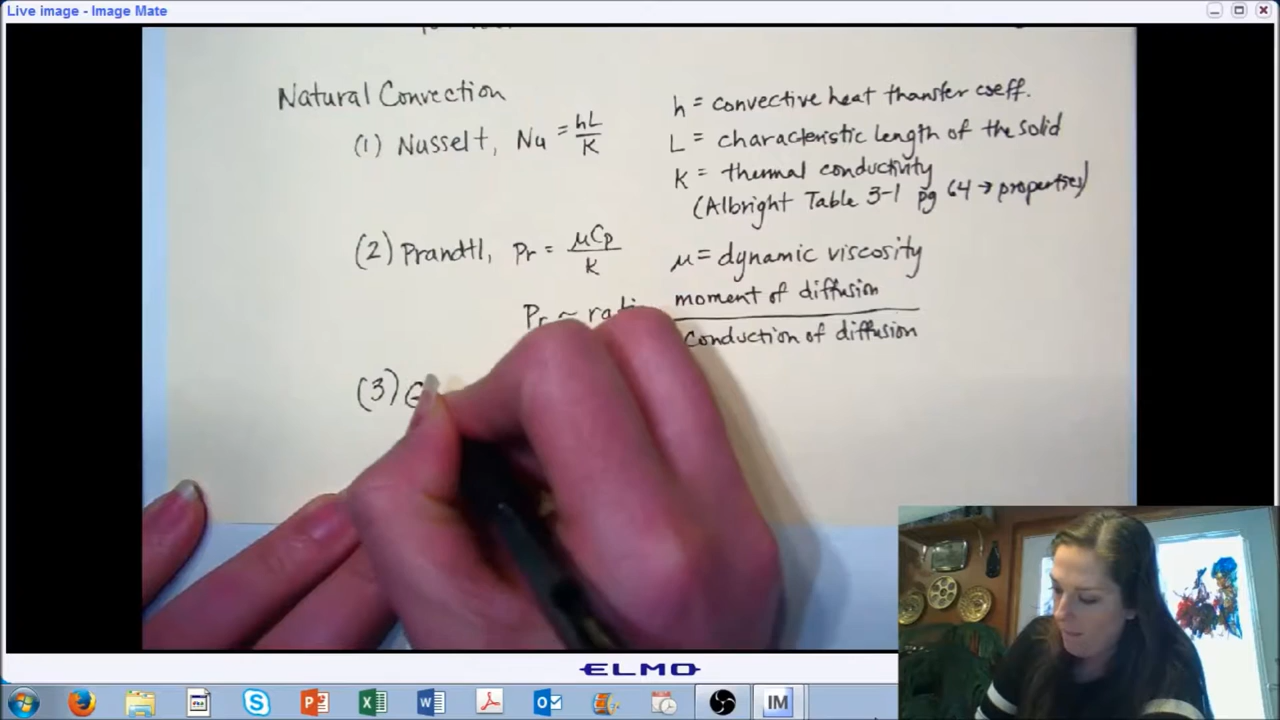 Live image - Image Mate
Natural Convection
h = convective heat transfer coeff.
(1) Nusselt, Nu = hL/K
L = characteristic length of the solid
K = thermal conductivity
(Albright Table 3-1 pg 64 → properties)
(2) Prandtl, Pr = μCp/k
μ = dynamic viscosity
Pr ~ moment of diffusion
conduction of diffusion
(3) G
ELMO
IM